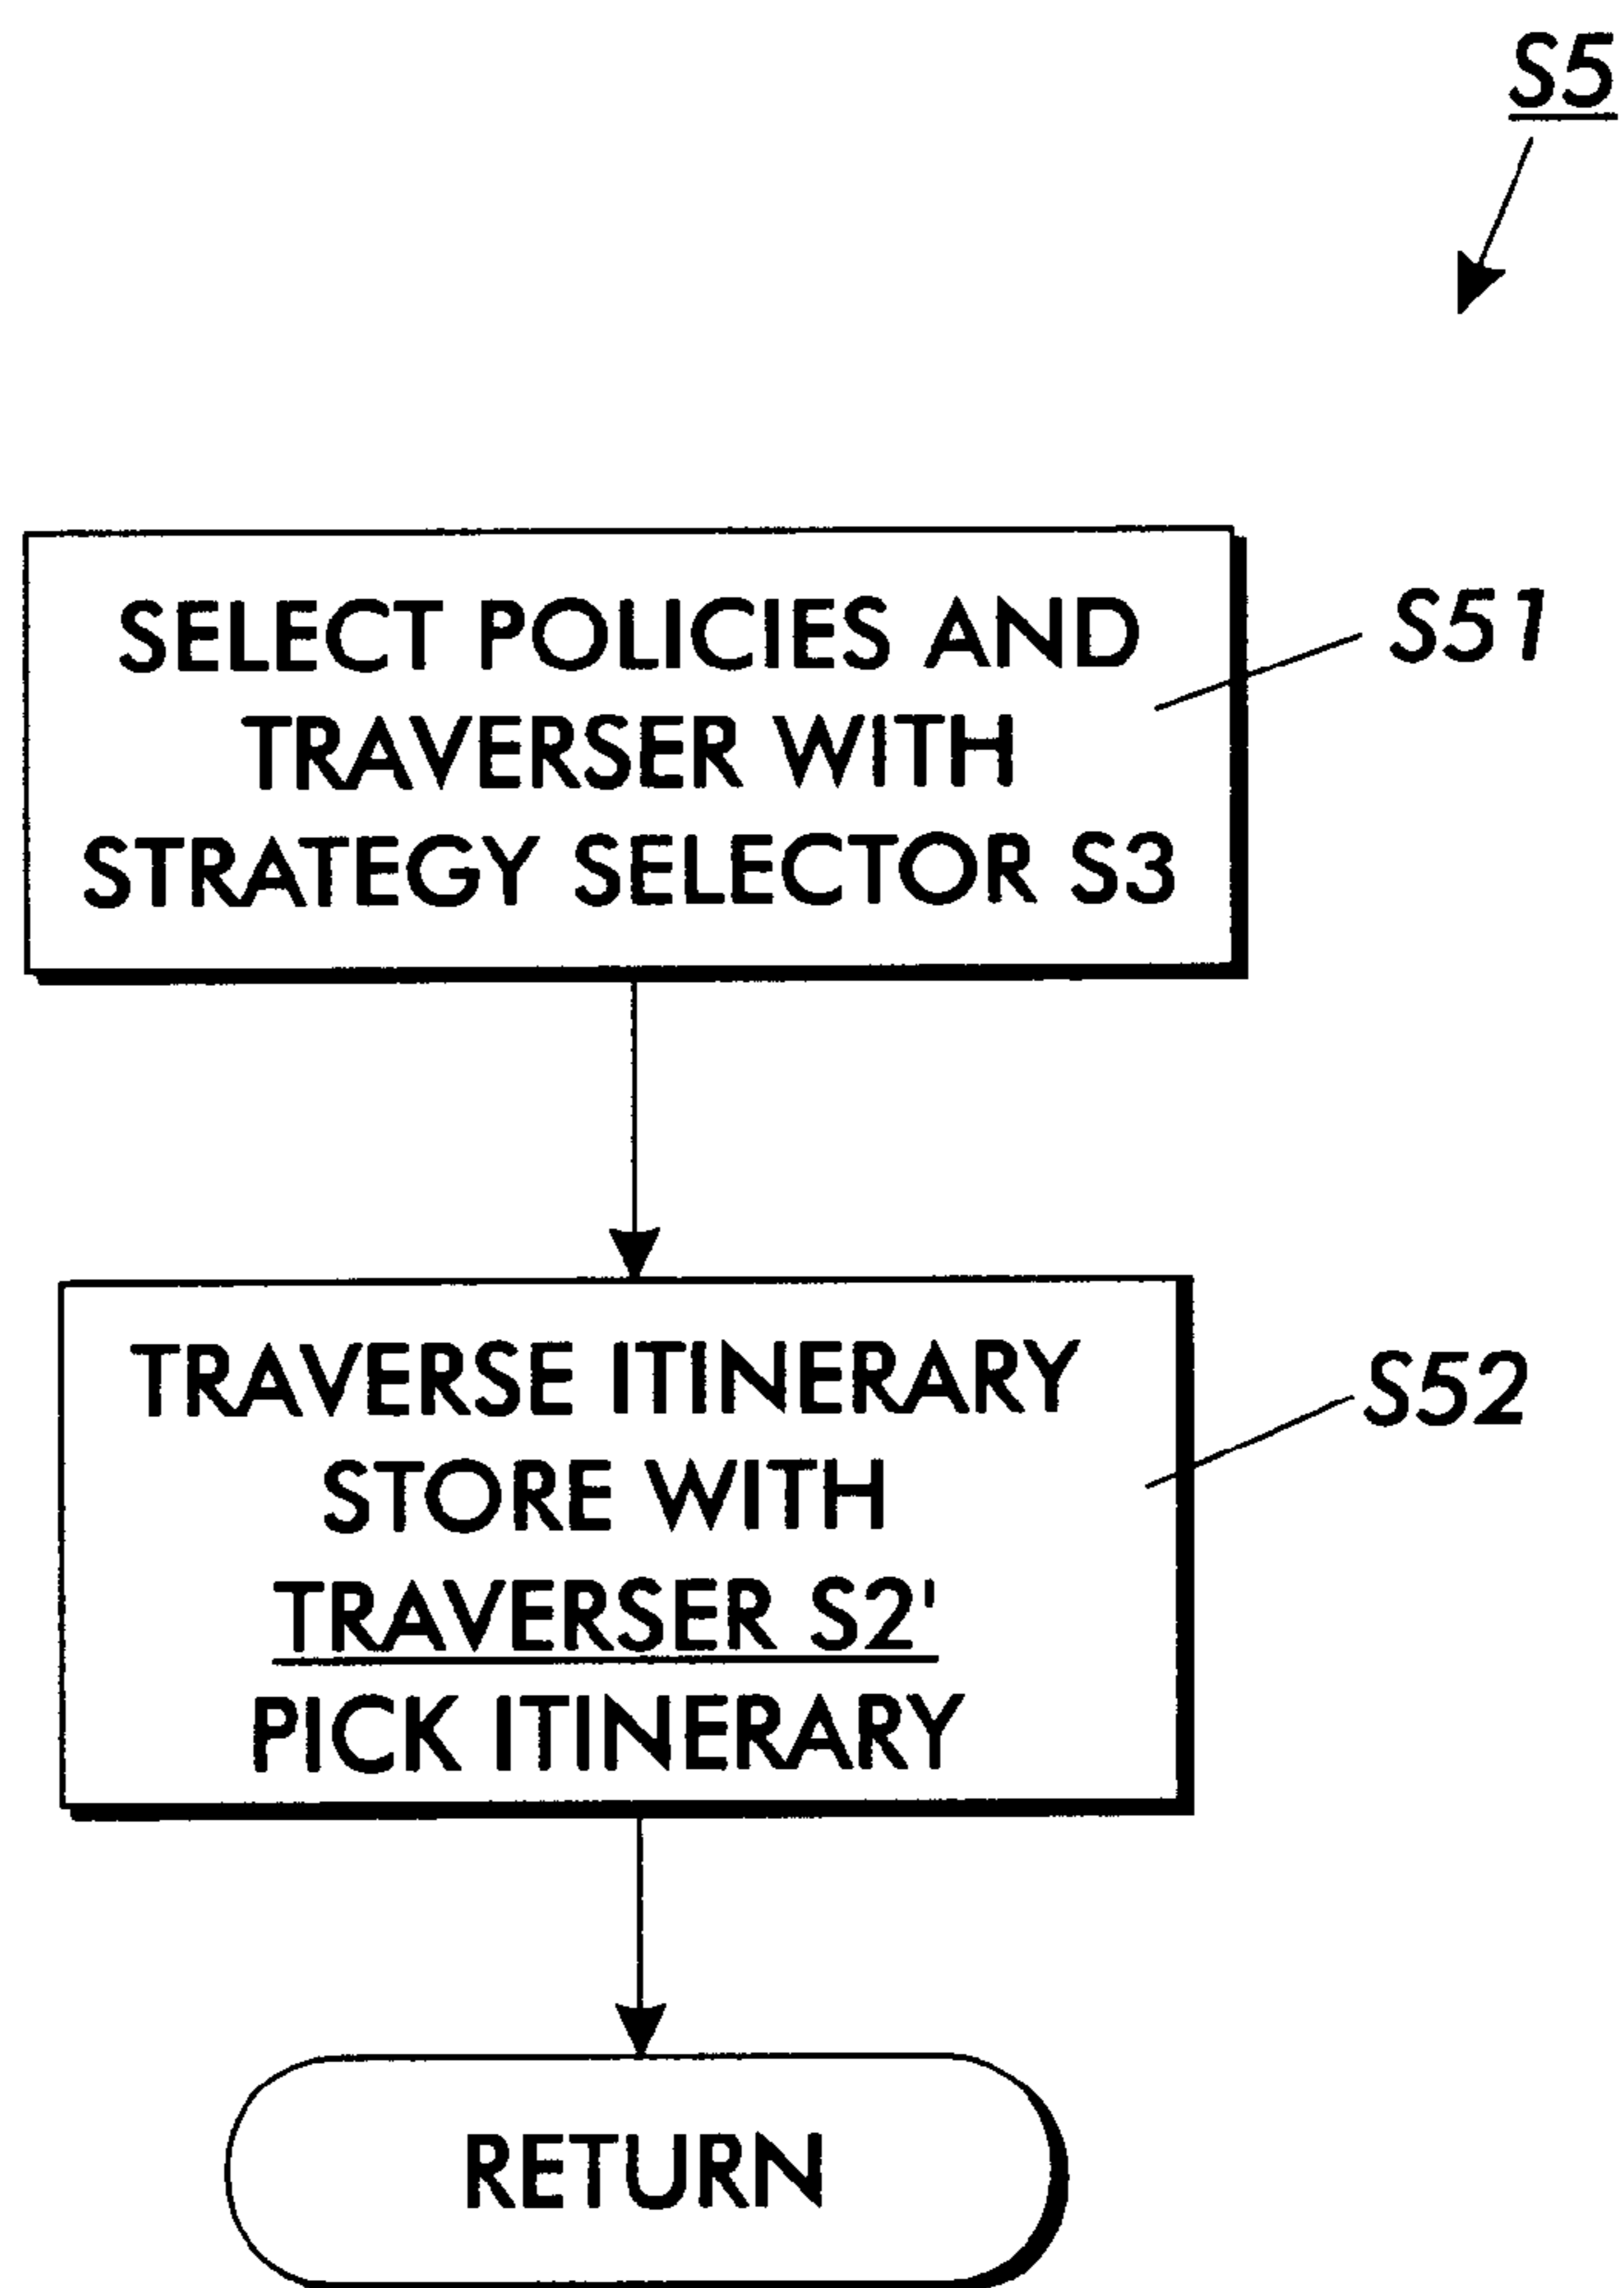 S5
SELECT POLICIES AND
TRAVERSER WITH
STRATEGY SELECTOR S3
S51
TRAVERSE ITINERARY
STORE WITH
TRAVERSER S2'
PICK ITINERARY
S52
RETURN